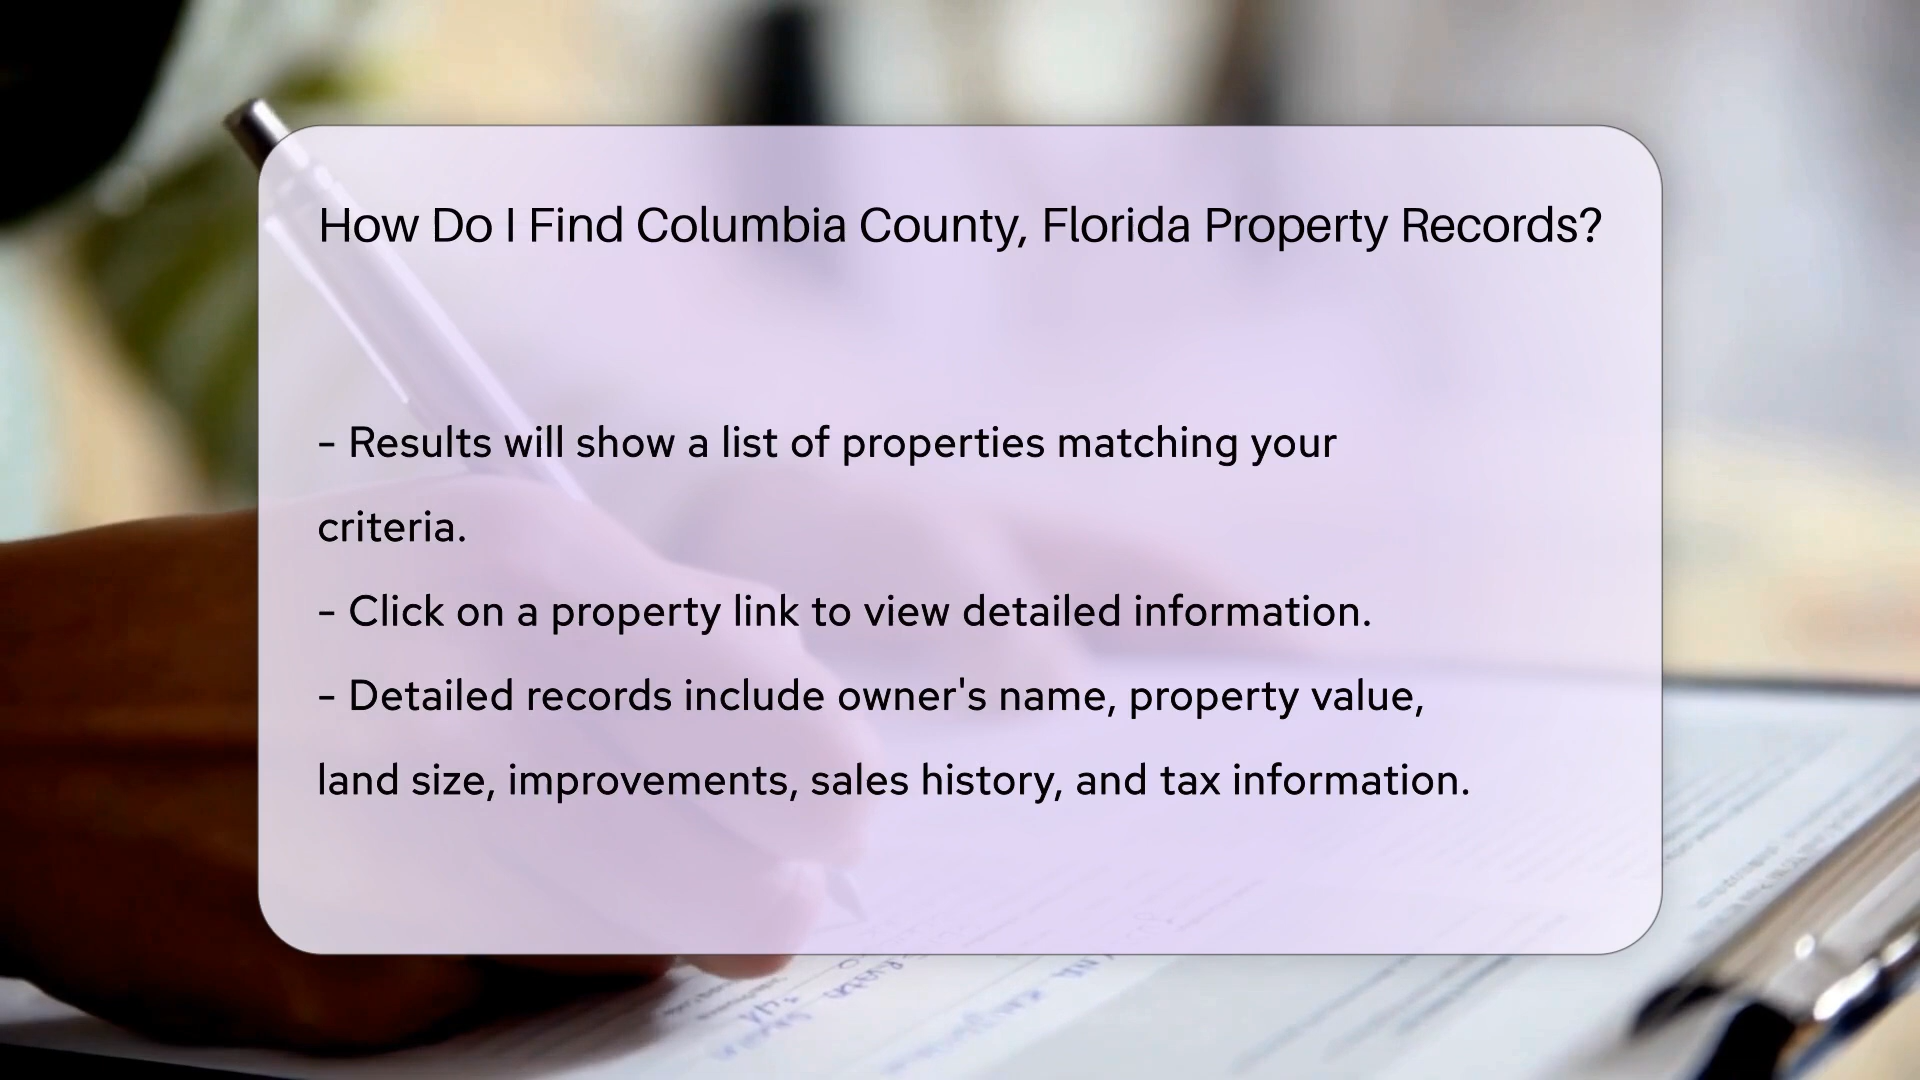 How Do I Find Columbia County, Florida Property Records?
- Results will show a list of properties matching your
criteria.
- Click on a property link to view detailed information.
- Detailed records include owner's name, property value,
land size, improvements, sales history, and tax information.